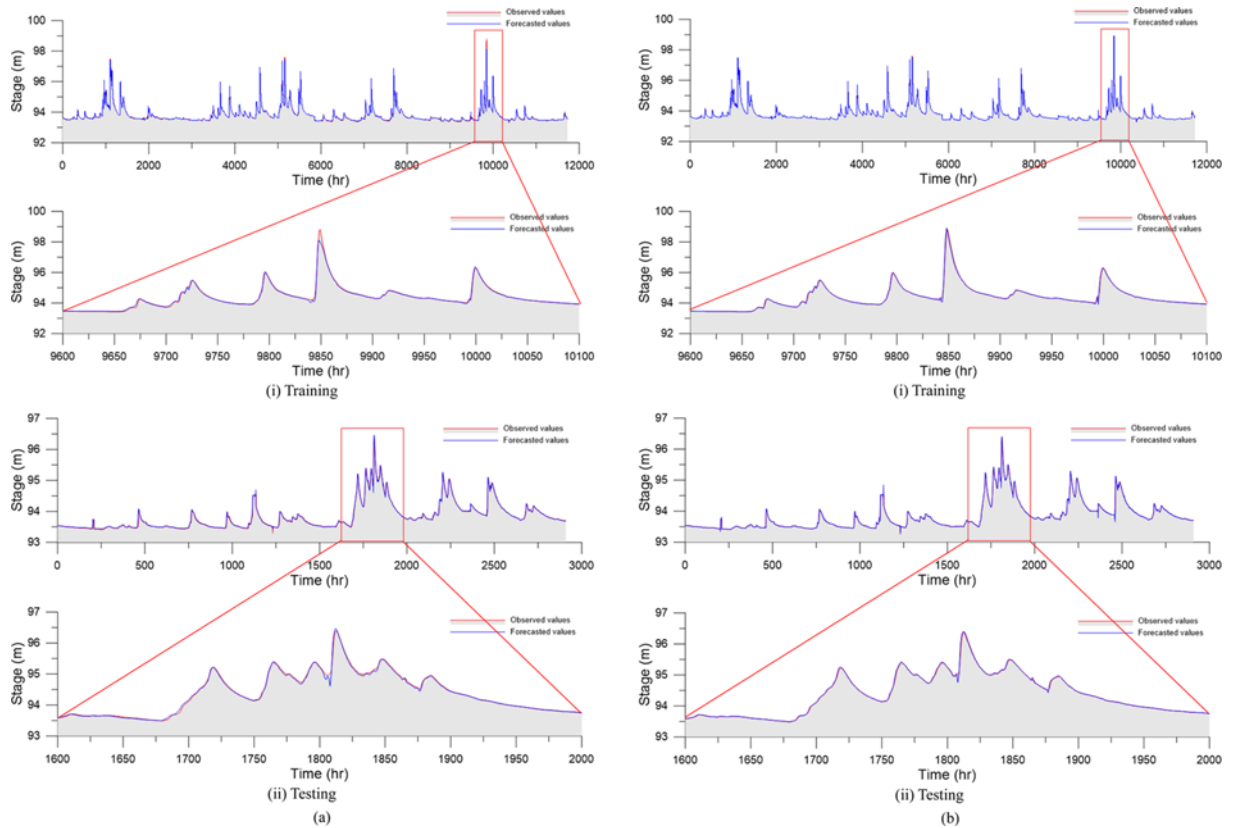 Observed values
Forecasted values
Stage (m)
100
98
96
94
92
0 2000 4000 6000 8000 10000 12000
Time (hr)
Observed values
Forecasted values
Stage (m)
100
98
96
94
92
9600 9650 9700 9750 9800 9850 9900 9950 10000 10050 10100
Time (hr)
(i) Training
Observed values
Forecasted values
Stage (m)
97
96
95
94
93
0 500 1000 1500 2000 2500 3000
Time (hr)
Observed values
Forecasted values
Stage (m)
97
96
95
94
93
1600 1650 1700 1750 1800 1850 1900 1950 2000
Time (hr)
(ii) Testing
(a)
Observed values
Forecasted values
Stage (m)
100
98
96
94
92
0 2000 4000 6000 8000 10000 12000
Time (hr)
Observed values
Forecasted values
Stage (m)
100
98
96
94
92
9600 9650 9700 9750 9800 9850 9900 9950 10000 10050 10100
Time (hr)
(i) Training
Observed values
Forecasted values
Stage (m)
97
96
95
94
93
0 500 1000 1500 2000 2500 3000
Time (hr)
Observed values
Forecasted values
Stage (m)
97
96
95
94
93
1600 1650 1700 1750 1800 1850 1900 1950 2000
Time (hr)
(ii) Testing
(b)